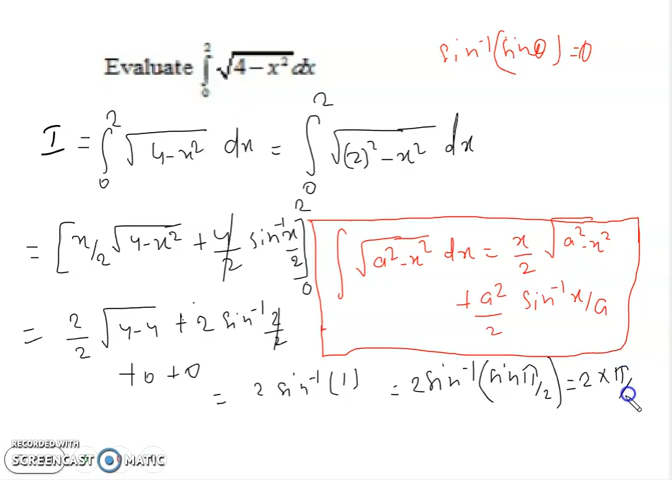 sin⁻¹(sinθ) = θ
Evaluate ∫₀² √4 − x² dx
I = ∫₀² √4−x² dx = ∫₀² √(2)² − x² dx
= [x/2 √4−x² + 4/2 sin⁻¹ x/2]₀²
∫ √a²−x² dx = x/2 √a²−x²
+ a²/2 sin⁻¹ x/a
= 2/2 √4−4 + 2 sin⁻¹ 2/2
+0 +0
= 2 sin⁻¹(1) = 2 sin⁻¹(sin π/2) = 2 × π/
RECORDED WITH
SCREENCAST MATIC